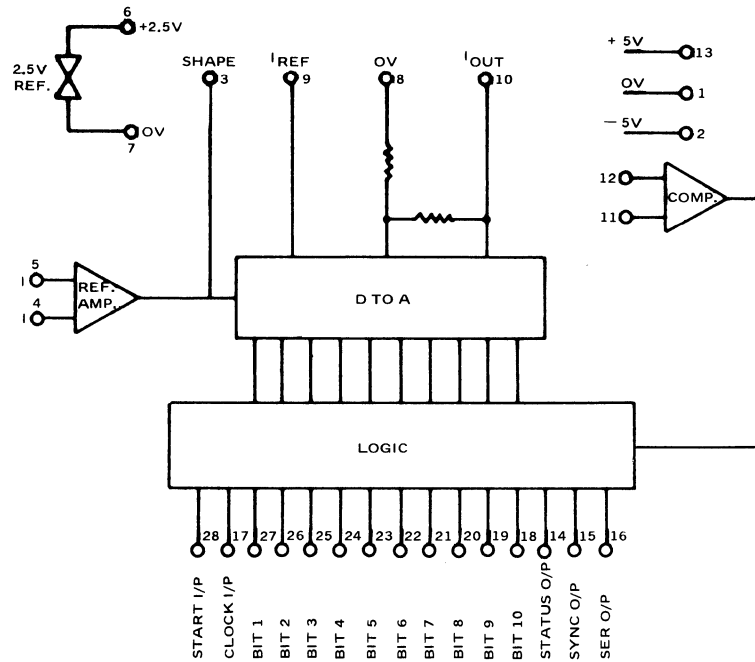 6
+2.5V
2.5V
REF.
OV
7
SHAPE
3
IREF
9
OV
8
IOUT
10
+ 5V
13
OV
1
— 5V
2
12
11
COMP.
5
I
4
I
REF.
AMP.
D TO A
LOGIC
28 17 27 26 25 24 23 22 21 20 19 18 14 15 16
START I/P
CLOCK I/P
BIT 1
BIT 2
BIT 3
BIT 4
BIT 5
BIT 6
BIT 7
BIT 8
BIT 9
BIT 10
STATUS O/P
SYNC O/P
SER O/P